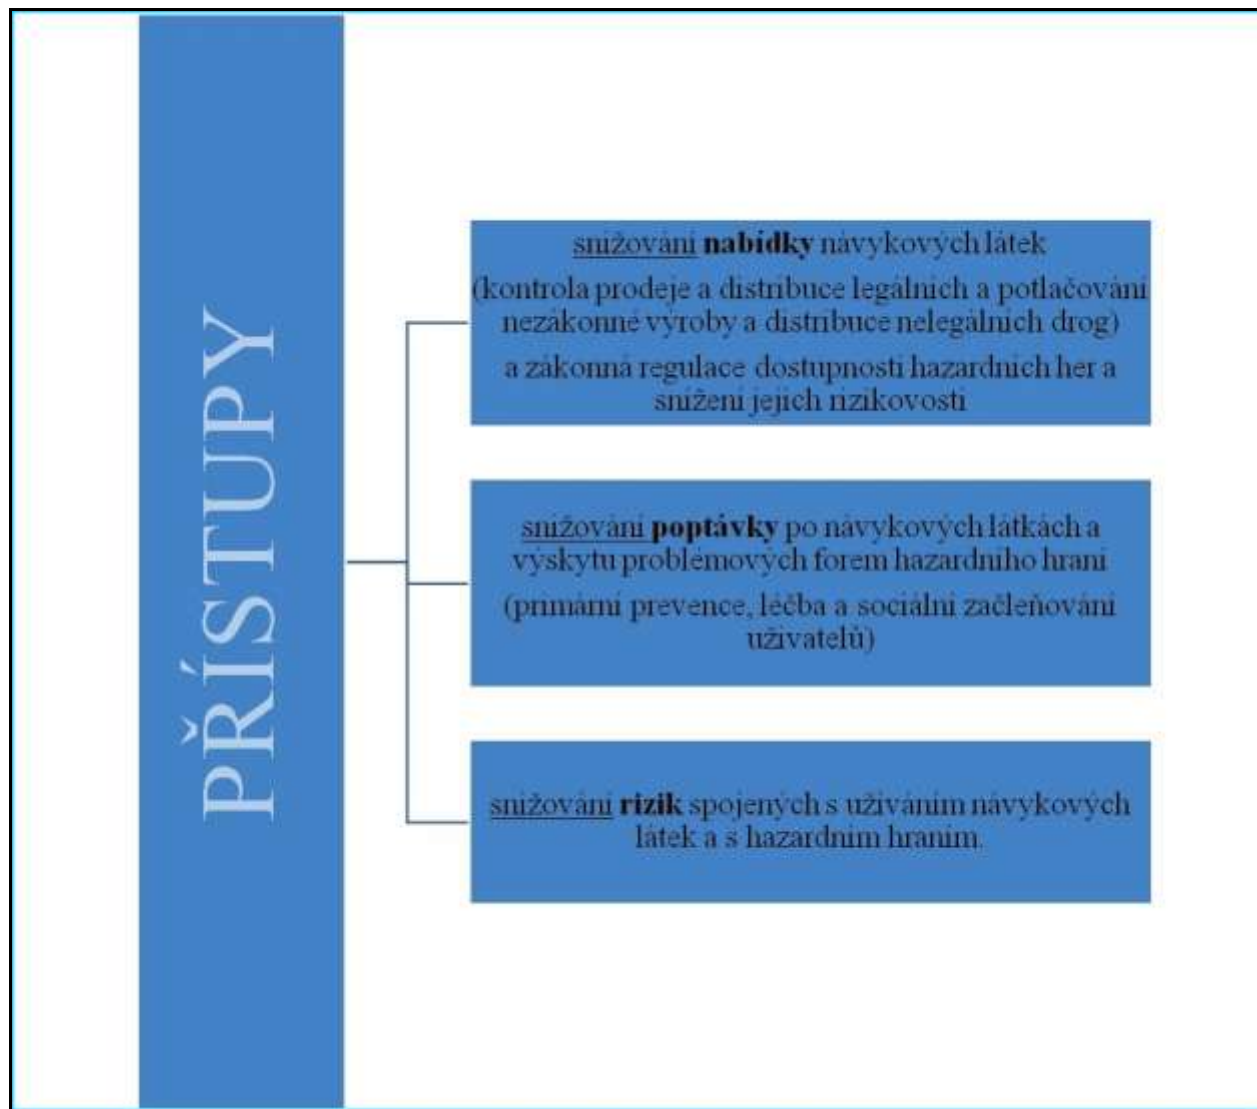 PŘÍSTUPY
snižování nabídky návykových látek
(kontrola prodeje a distribuce legálních a potlačování
nezákonné výroby a distribuce nelegálních drog)
a zákonná regulace dostupnosti hazardních her a
snížení jejich rizikovosti
snižování poptávky po návykových látkách a
výskytu problémových forem hazardního hraní
(primární prevence, léčba a sociální začleňování
uživatelů)
snižování rizik spojených s užíváním návykových
látek a s hazardním hraním.